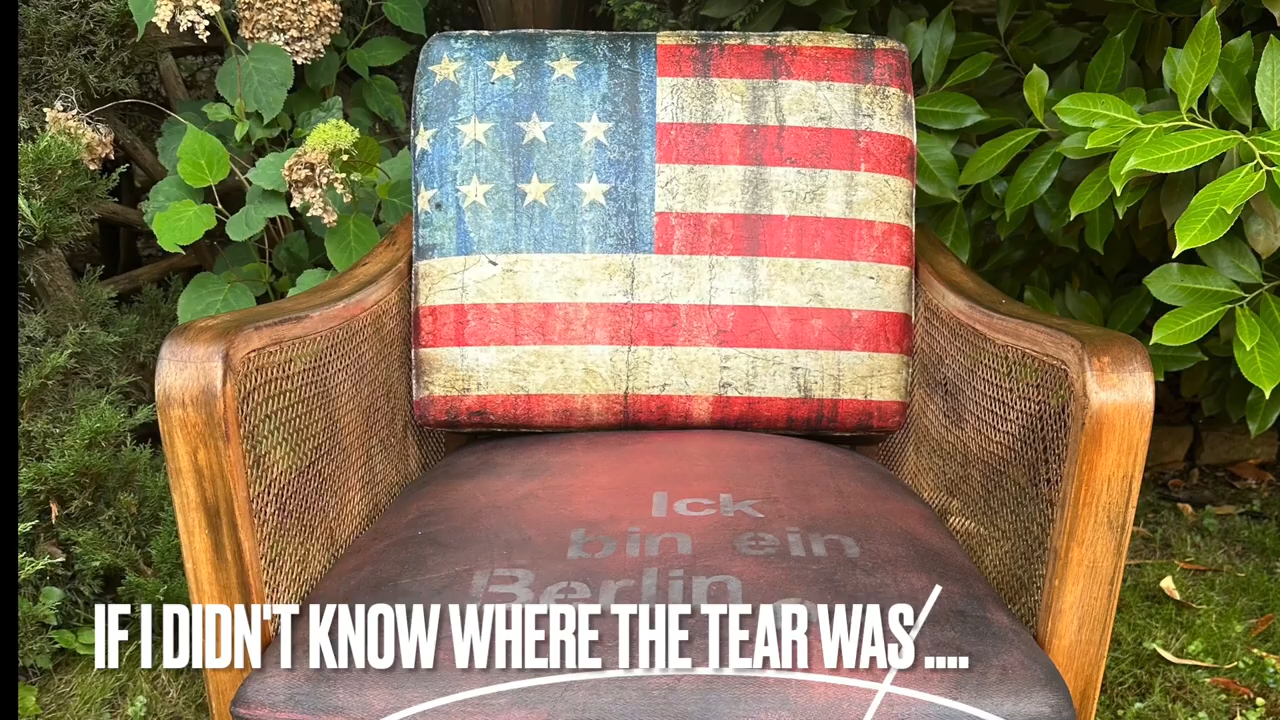 Ick
bin ein
IF I DIDN'T KNOW WHERE THE TEAR WAS ....